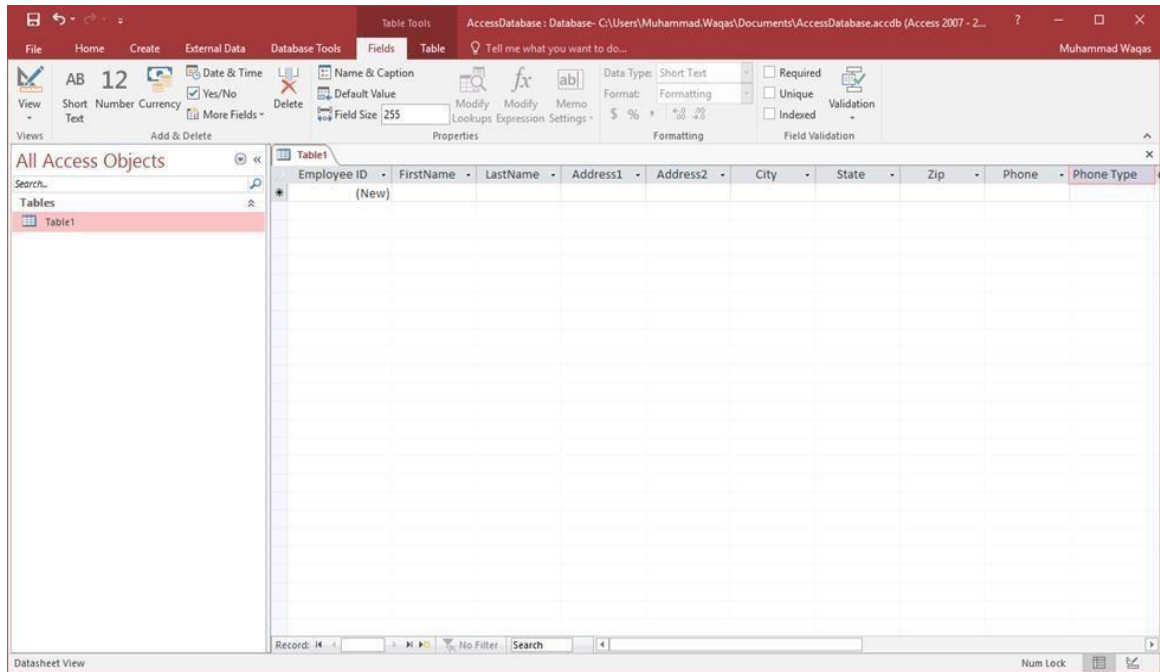 Table Tools AccessDatabase : Database- C:\Users\Muhammad.Waqas\Documents\AccessDatabase.accdb (Access 2007 - 2... ?
File Home Create External Data Database Tools Fields Table Tell me what you want to do... Muhammad Waqas
View
Views
AB Short Text
12 Number
Currency
Date & Time
Yes/No
More Fields
Delete
Add & Delete
Name & Caption
Default Value
Field Size 255
Modify Lookups
fx Modify Expression
ab Memo Settings
Properties
Data Type: Short Text
Format: Formatting
$ %
Formatting
Required
Unique
Indexed
Validation
Field Validation
All Access Objects
Search...
Tables
Table1
Table1
Employee ID FirstName LastName Address1 Address2 City State Zip Phone Phone Type
(New)
Record: No Filter Search
Datasheet View Num Lock